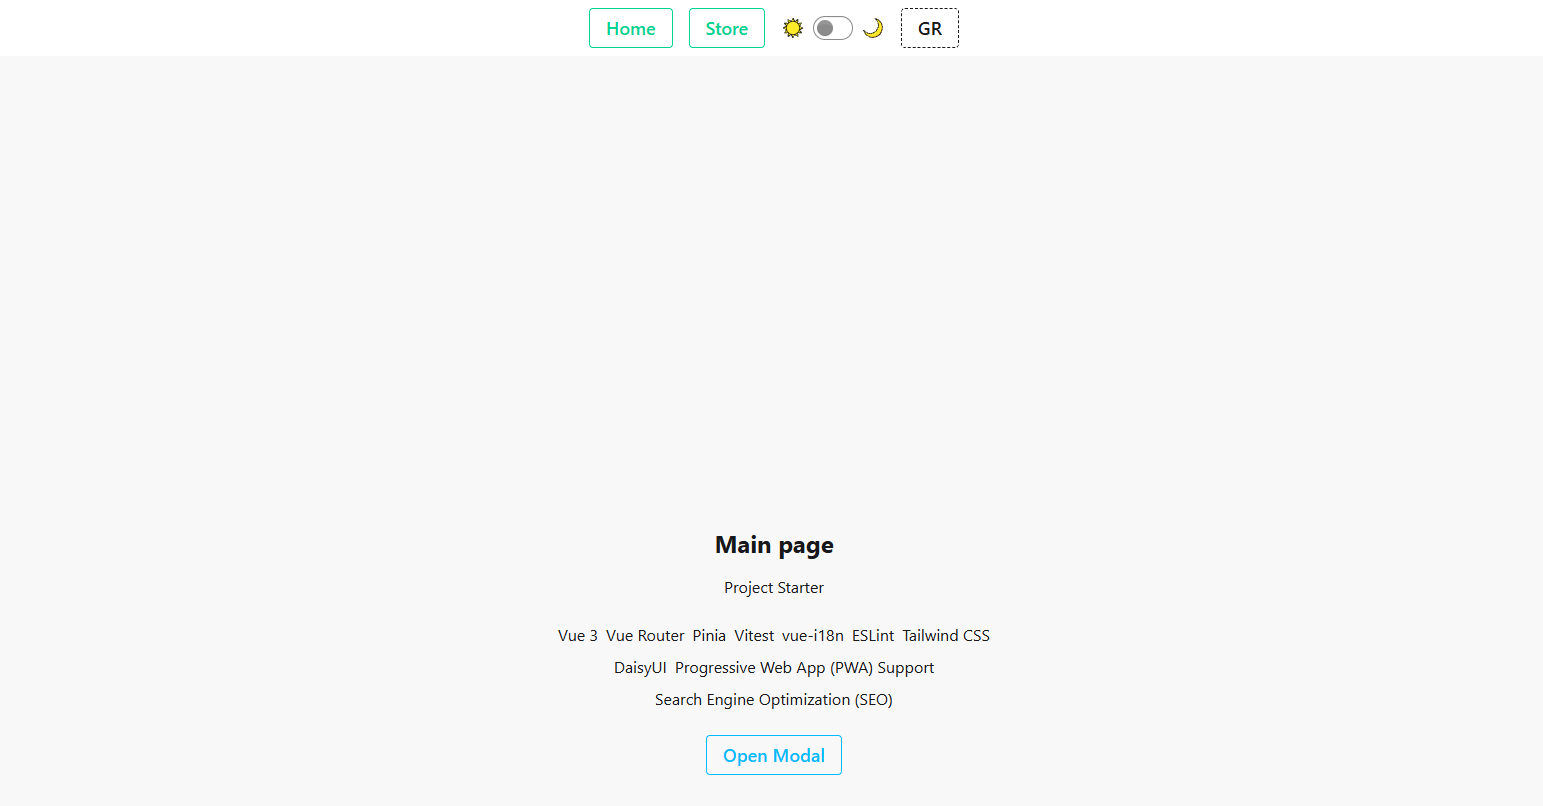 Home Store GR
Main page
Project Starter
Vue 3 Vue Router Pinia Vitest vue-i18n ESLint Tailwind CSS
DaisyUI Progressive Web App (PWA) Support
Search Engine Optimization (SEO)
Open Modal